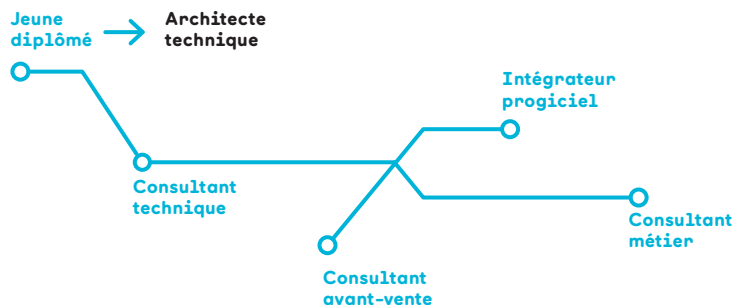 Jeune
diplômé
Architecte
technique
Intégrateur
progiciel
Consultant
technique
Consultant
métier
Consultant
avant-vente